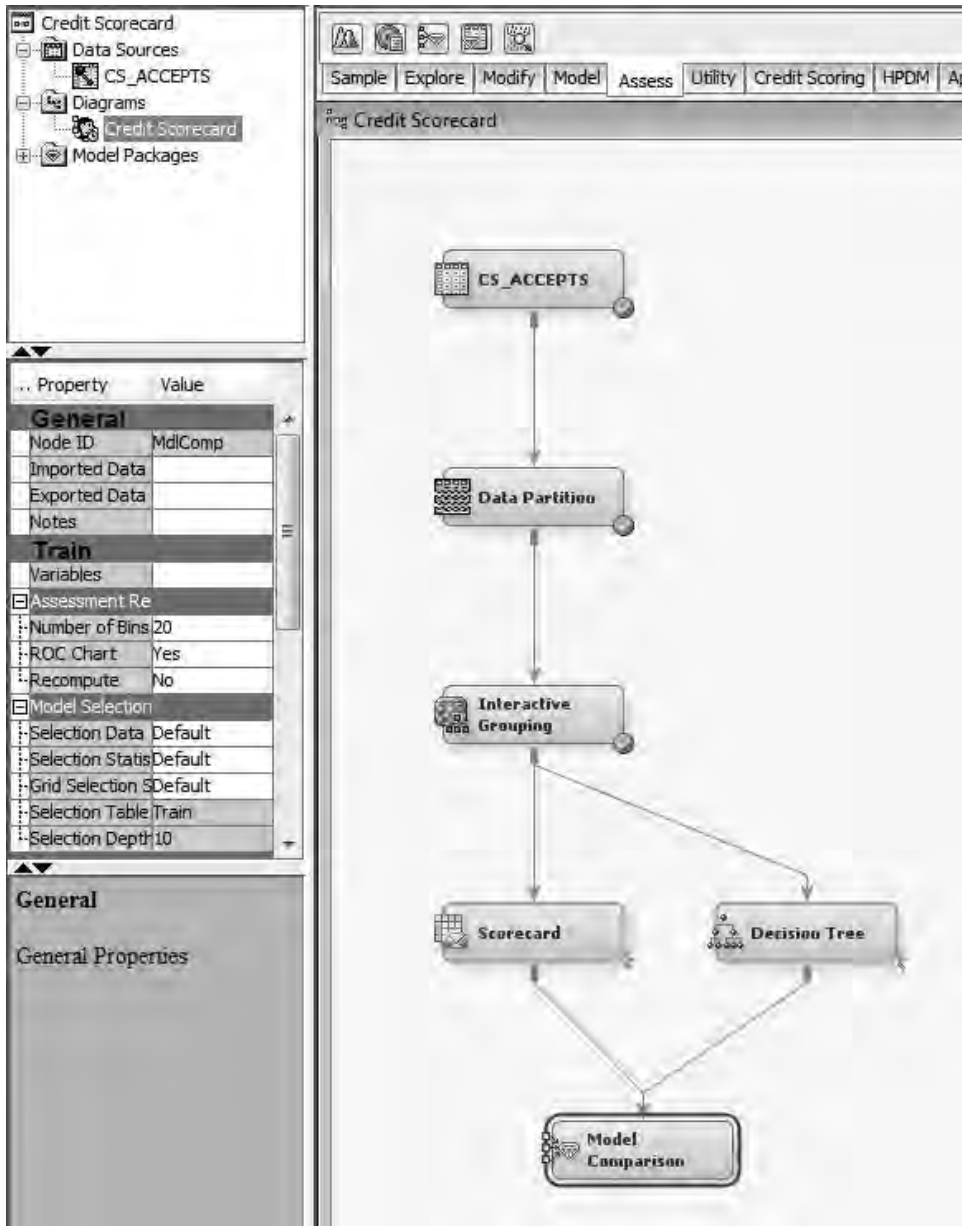 Credit Scorecard
Data Sources
CS_ACCEPTS
Diagrams
Credit Scorecard
Model Packages
.. Property Value
General
Node ID MdlComp
Imported Data
Exported Data
Notes
Train
Variables
Assessment Re
Number of Bins 20
ROC Chart Yes
Recompute No
Model Selection
Selection Data Default
Selection Statis Default
Grid Selection S Default
Selection Table Train
Selection Depth 10
General
General Properties
Sample Explore Modify Model Assess Utility Credit Scoring HPDM Ap
Credit Scorecard
CS_ACCEPTS
Data Partition
Interactive
Grouping
Scorecard
Decision Tree
Model
Comparison